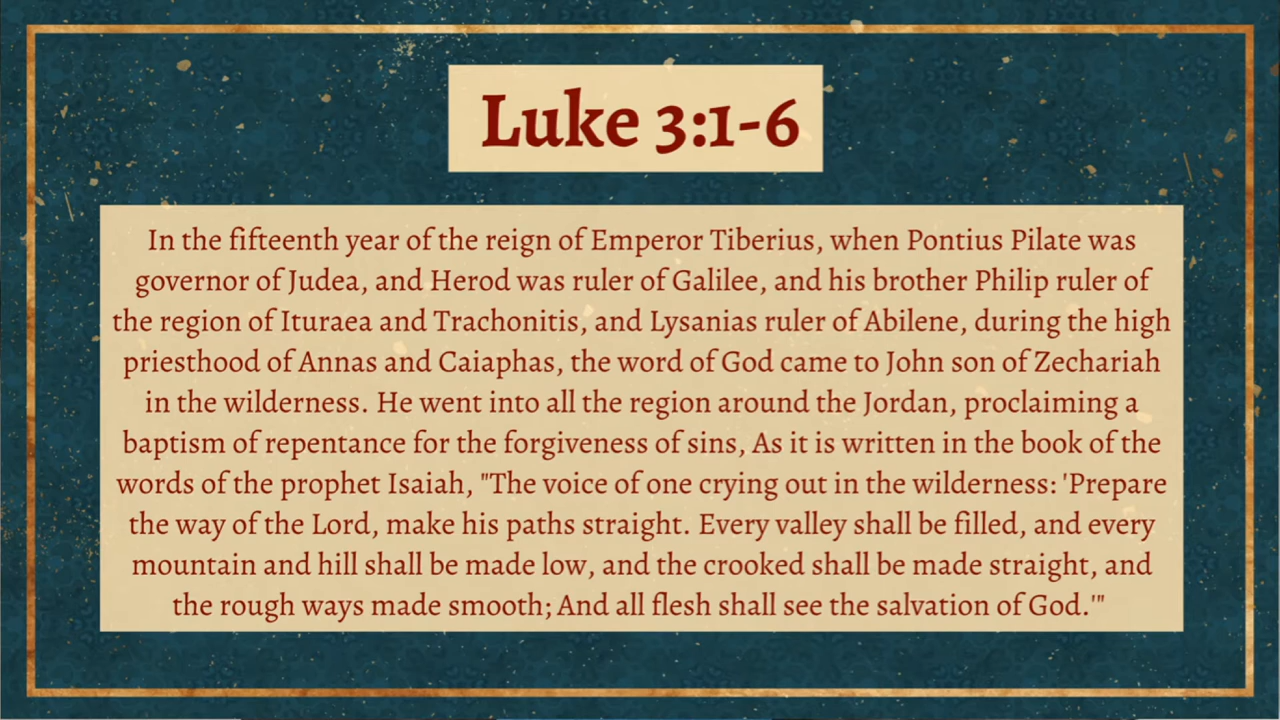 Luke 3:1-6
In the fifteenth year of the reign of Emperor Tiberius, when Pontius Pilate was
governor of Judea, and Herod was ruler of Galilee, and his brother Philip ruler of
the region of Ituraea and Trachonitis, and Lysanias ruler of Abilene, during the high
priesthood of Annas and Caiaphas, the word of God came to John son of Zechariah
in the wilderness. He went into all the region around the Jordan, proclaiming a
baptism of repentance for the forgiveness of sins, As it is written in the book of the
words of the prophet Isaiah, "The voice of one crying out in the wilderness: 'Prepare
the way of the Lord, make his paths straight. Every valley shall be filled, and every
mountain and hill shall be made low, and the crooked shall be made straight, and
the rough ways made smooth; And all flesh shall see the salvation of God.'"